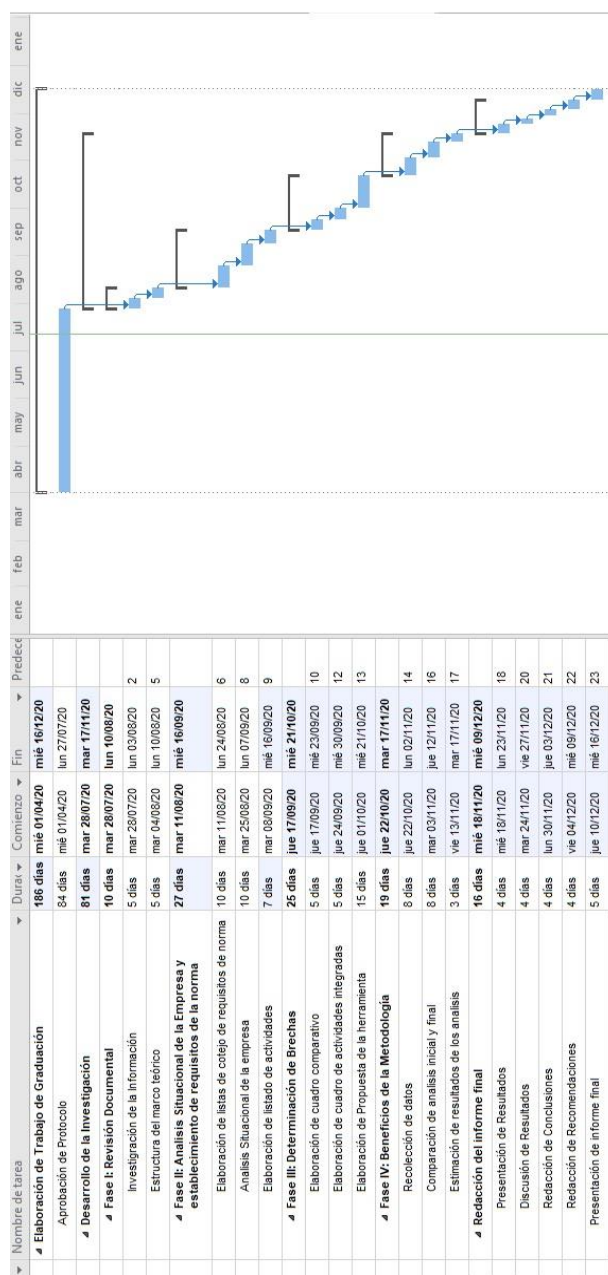 Nombre de tarea Durac Comienzo Fin Predece ene feb mar abr may jun jul ago sep oct nov dic ene
Elaboración de Trabajo de Graduación 186 días mié 01/04/20 mié 16/12/20
Aprobación de Protocolo 84 días mié 01/04/20 lun 27/07/20
Desarrollo de la Investigación 81 días mar 28/07/20 mar 17/11/20
Fase I: Revisión Documental 10 días mar 28/07/20 lun 10/08/20
Investigración de la Información 5 días mar 28/07/20 lun 03/08/20 2
Estructura del marco teórico 5 días mar 04/08/20 lun 10/08/20 5
Fase II: Analisis Situacional de la Empresa y
establecimiento de requisitos de la norma 27 días mar 11/08/20 mié 16/09/20
Elaboración de listas de cotejo de requisitos de norma 10 días mar 11/08/20 lun 24/08/20 6
Análisis Situacional de la empresa 10 días mar 25/08/20 lun 07/09/20 8
Elaboración de listado de actividades 7 días mar 08/09/20 mié 16/09/20 9
Fase III: Determinación de Brechas 25 días jue 17/09/20 mié 21/10/20
Elaboración de cuadro comparativo 5 días jue 17/09/20 mié 23/09/20 10
Elaboración de cuadro de actividades integradas 5 días jue 24/09/20 mié 30/09/20 12
Elaboración de Propuesta de la herramienta 15 días jue 01/10/20 mié 21/10/20 13
Fase IV: Beneficios de la Metodología 19 días jue 22/10/20 mar 17/11/20
Recolección de datos 8 días jue 22/10/20 lun 02/11/20 14
Comparación de analisis inicial y final 8 días mar 03/11/20 jue 12/11/20 16
Estimación de resultados de los analisis 3 días vie 13/11/20 mar 17/11/20 17
Redacción del informe final 16 días mié 18/11/20 mié 09/12/20
Presentación de Resultados 4 días mié 18/11/20 lun 23/11/20 18
Discusión de Resultados 4 días mar 24/11/20 vie 27/11/20 20
Redacción de Conclusiones 4 días lun 30/11/20 jue 03/12/20 21
Redacción de Recomendaciones 4 días vie 04/12/20 mié 09/12/20 22
Presentación de informe final 5 días jue 10/12/20 mié 16/12/20 23